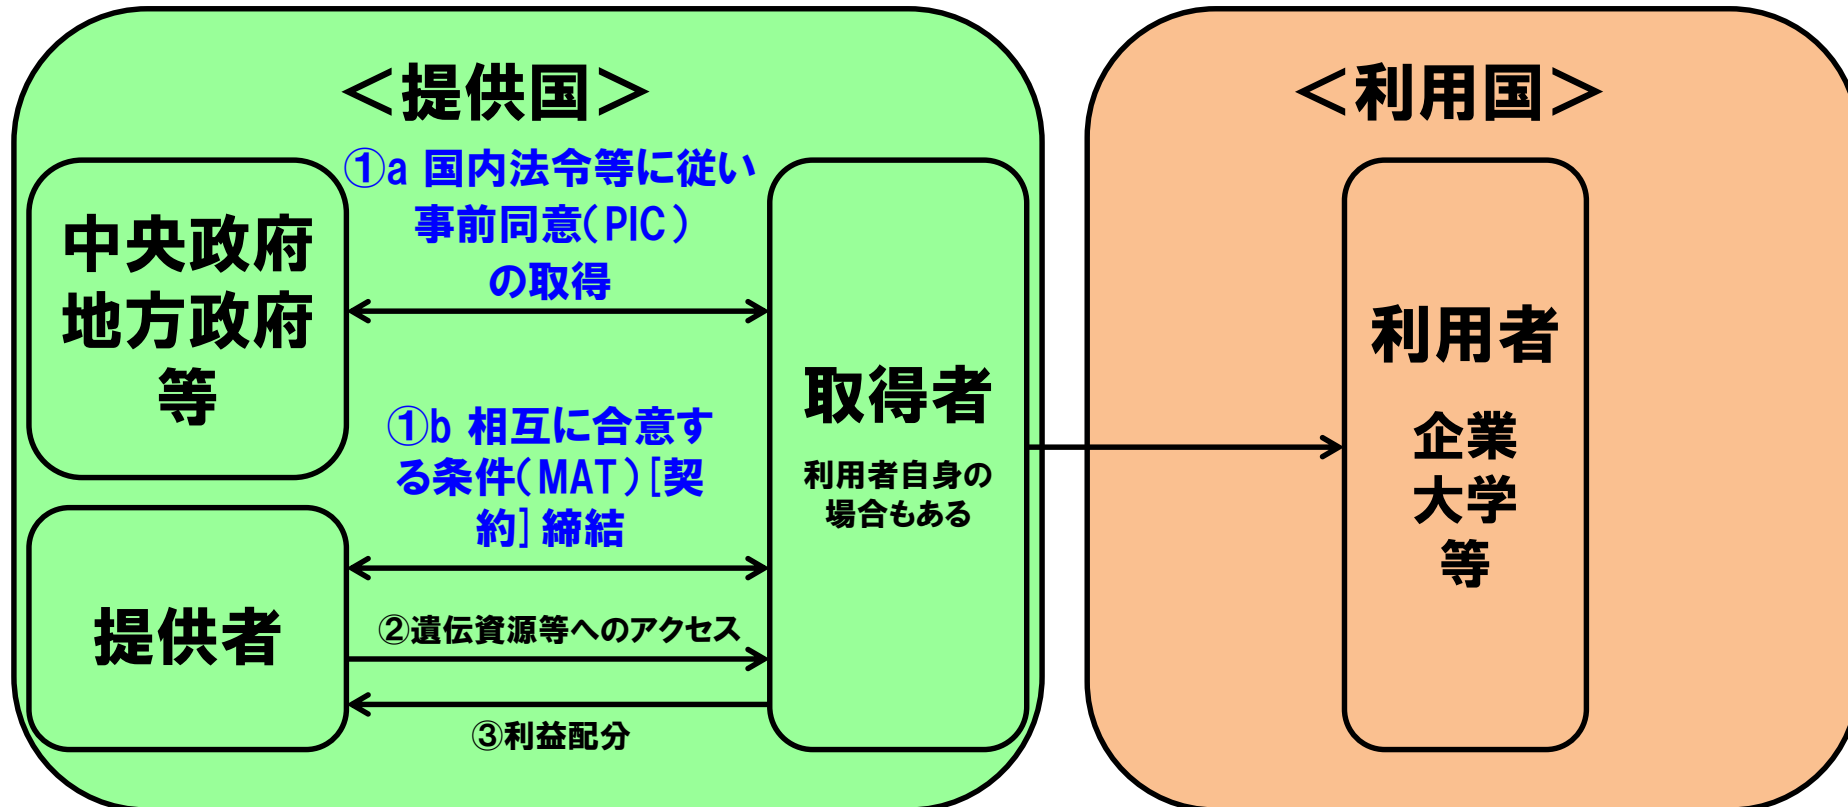 ＜提供国＞
①a 国内法令等に従い
事前同意(PIC)
の取得
中央政府
地方政府
等
①b 相互に合意す
る条件(MAT)[契
約]締結
提供者
②遺伝資源等へのアクセス
③利益配分
取得者
利用者自身の
場合もある
＜利用国＞
利用者
企業
大学
等